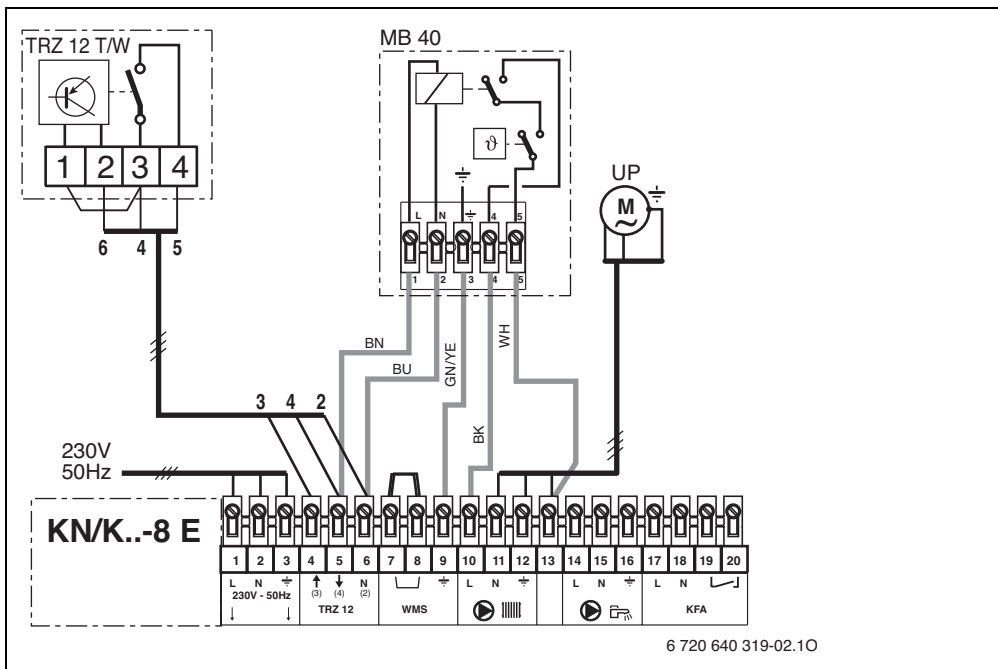 TRZ 12 T/W
1 2 3 4
6 4 5
MB 40
ϑ
L N 4 5
1 2 3 4 5
UP
M
~
BN
BU
GN/YE
BK
WH
3 4 2
230V
50Hz
KN/K..-8 E
1 2 3 4 5 6 7 8 9 10 11 12 13 14 15 16 17 18 19 20
L N (3) (4) N L N L N L N
(2)
230V - 50Hz
TRZ 12
WMS
KFA
6 720 640 319-02.1O